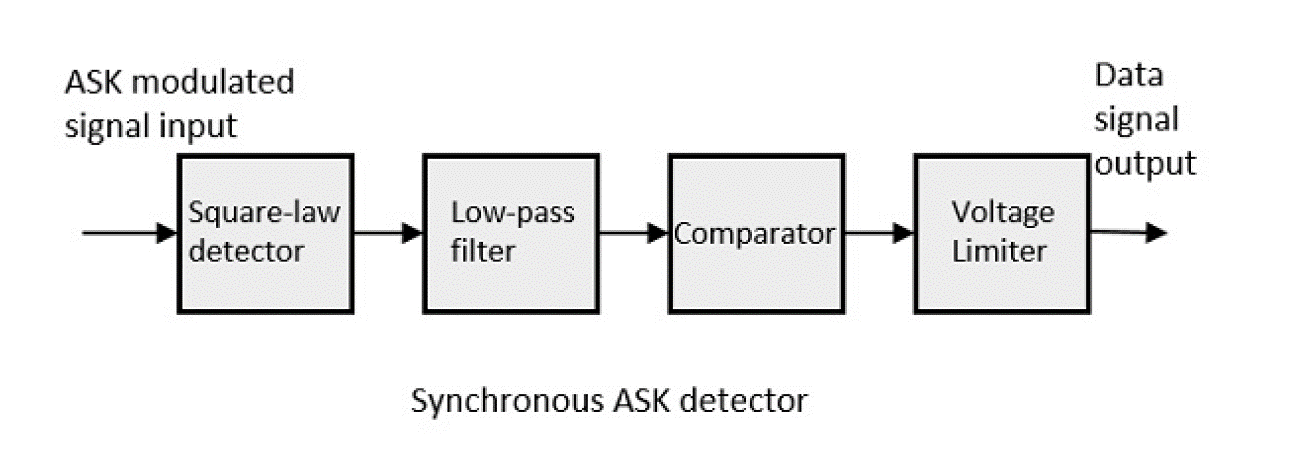 ASK modulated
signal input
Data
signal
output
Square-law
detector
Low-pass
filter
Comparator
Voltage
Limiter
Synchronous ASK detector